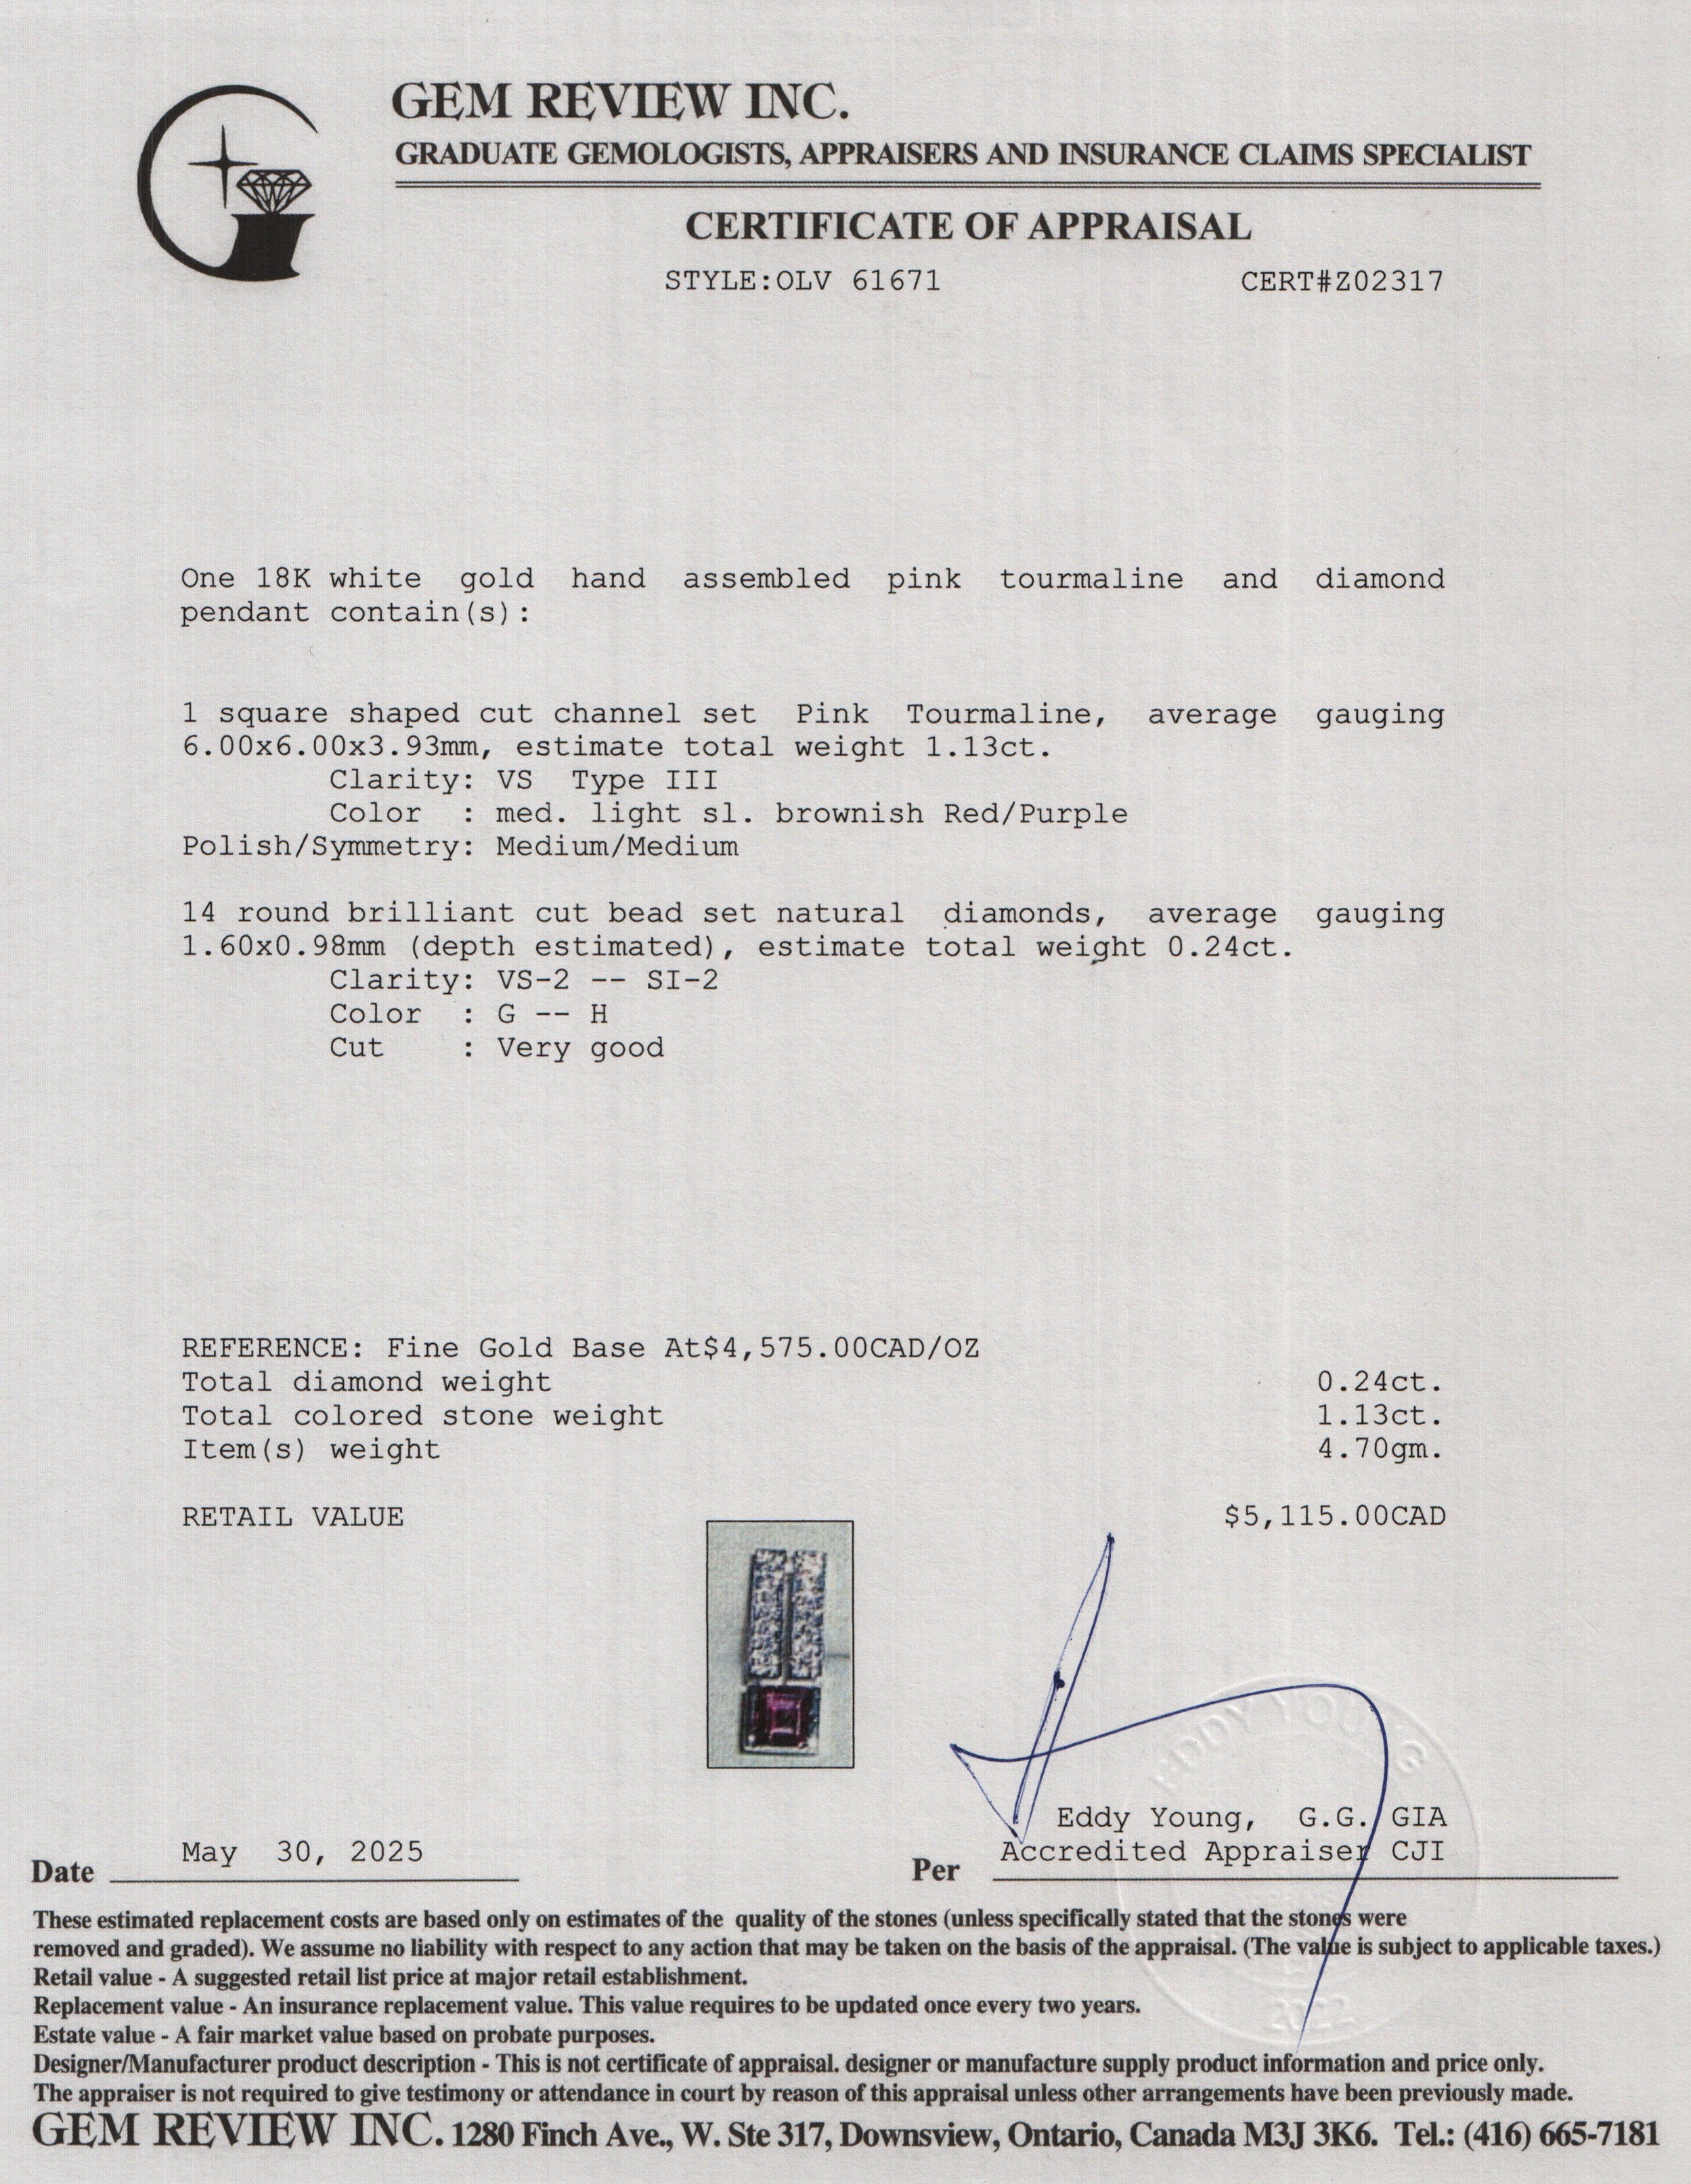 GEM REVIEW INC.
GRADUATE GEMOLOGISTS, APPRAISERS AND INSURANCE CLAIMS SPECIALIST
CERTIFICATE OF APPRAISAL
STYLE:OLV 61671 CERT#Z02317
One 18K white gold hand assembled pink tourmaline and diamond
pendant contain(s):
1 square shaped cut channel set Pink Tourmaline, average gauging
6.00x6.00x3.93mm, estimate total weight 1.13ct.
Clarity: VS Type III
Color : med. light sl. brownish Red/Purple
Polish/Symmetry: Medium/Medium
14 round brilliant cut bead set natural diamonds, average gauging
1.60x0.98mm (depth estimated), estimate total weight 0.24ct.
Clarity: VS-2 -- SI-2
Color : G -- H
Cut : Very good
REFERENCE: Fine Gold Base At$4,575.00CAD/OZ
Total diamond weight 0.24ct.
Total colored stone weight 1.13ct.
Item(s) weight 4.70gm.
RETAIL VALUE $5,115.00CAD
EDDY YOUNG
Eddy Young, G.G. GIA
Accredited Appraiser CJI
Date May 30, 2025 Per
2022
These estimated replacement costs are based only on estimates of the quality of the stones (unless specifically stated that the stones were
removed and graded). We assume no liability with respect to any action that may be taken on the basis of the appraisal. (The value is subject to applicable taxes.)
Retail value - A suggested retail list price at major retail establishment.
Replacement value - An insurance replacement value. This value requires to be updated once every two years.
Estate value - A fair market value based on probate purposes.
Designer/Manufacturer product description - This is not certificate of appraisal. designer or manufacture supply product information and price only.
The appraiser is not required to give testimony or attendance in court by reason of this appraisal unless other arrangements have been previously made.
GEM REVIEW INC. 1280 Finch Ave., W. Ste 317, Downsview, Ontario, Canada M3J 3K6. Tel.: (416) 665-7181